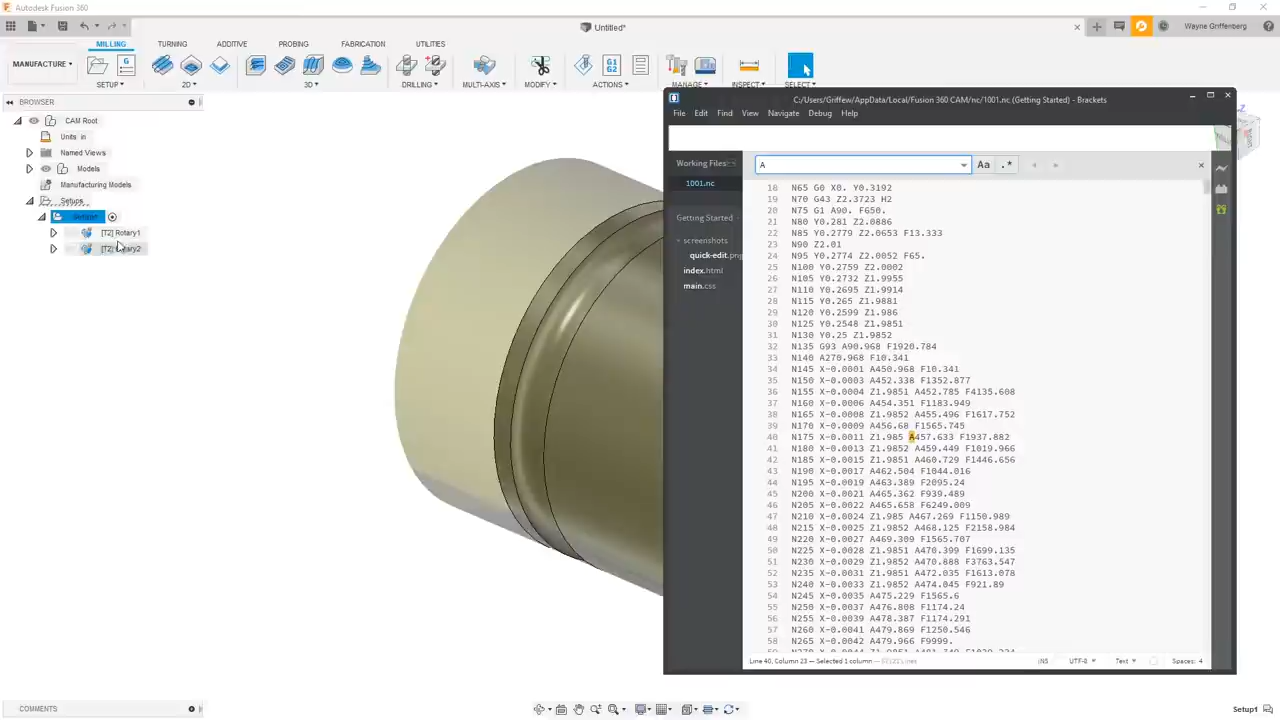 Autodesk Fusion 360
Untitled*
Wayne Griffenberg
MANUFACTURE
MILLING
TURNING
ADDITIVE
PROBING
FABRICATION
UTILITIES
SETUP
2D
3D
DRILLING
MULTI-AXIS
MODIFY
ACTIONS
MANAGE
INSPECT
SELECT
G1
G2
BROWSER
CAM Root
Units in
Named Views
Models
Manufacturing Models
Setups
[T2] Rotary1
C:/Users/Griffew/AppData/Local/Fusion 360 CAM/nc/1001.nc (Getting Started) - Brackets
File Edit Find View Navigate Debug Help
Working Files
1001.nc
Getting Started
screenshots
quick-edit.png
index.html
main.css
A
Aa
.*
18 N65 G0 X0. Y0.3192
19 N70 G43 Z2.3723 H2
20 N75 G1 A90. F650.
21 N80 Y0.281 Z2.0886
22 N85 Y0.2779 Z2.0653 F13.333
23 N90 Z2.01
24 N95 Y0.2774 Z2.0052 F65.
25 N100 Y0.2759 Z2.0002
26 N105 Y0.2732 Z1.9955
27 N110 Y0.2695 Z1.9914
28 N115 Y0.265 Z1.9881
29 N120 Y0.2599 Z1.986
30 N125 Y0.2548 Z1.9851
31 N130 Y0.25 Z1.9852
32 N135 G93 A90.968 F1920.784
33 N140 A270.968 F10.341
34 N145 X-0.0001 A450.968 F10.341
35 N150 X-0.0003 A452.338 F1352.877
36 N155 X-0.0004 Z1.9851 A452.785 F4135.608
37 N160 X-0.0006 A454.351 F1183.949
38 N165 X-0.0008 Z1.9852 A455.496 F1617.752
39 N170 X-0.0009 A456.68 F1565.745
40 N175 X-0.0011 Z1.985 A457.633 F1937.882
41 N180 X-0.0013 Z1.9852 A459.449 F1019.966
42 N185 X-0.0015 Z1.9852 A460.729 F1446.656
43 N190 X-0.0017 A462.504 F1044.016
44 N195 X-0.0019 A463.389 F2095.24
45 N200 X-0.0021 A465.362 F939.489
46 N205 X-0.0022 A465.658 F6249.009
47 N210 X-0.0024 Z1.985 A467.269 F1150.989
48 N215 X-0.0025 Z1.9852 A468.125 F2158.984
49 N220 X-0.0027 A469.309 F1565.707
50 N225 X-0.0028 Z1.9851 A470.399 F1699.135
51 N230 X-0.0029 Z1.9851 A470.888 F3763.547
52 N235 X-0.0031 Z1.9851 A472.035 F1613.078
53 N240 X-0.0033 Z1.9852 A474.045 F921.89
54 N245 X-0.0035 A475.229 F1565.6
55 N250 X-0.0037 A476.808 F1174.24
56 N255 X-0.0039 A478.387 F1174.291
57 N260 X-0.0041 A479.869 F1250.546
58 N265 X-0.0042 A479.966 F9999.
Line 40, Column 23 — Selected 1 column
INS
UTF-8
Text
Spaces: 4
COMMENTS
Setup1